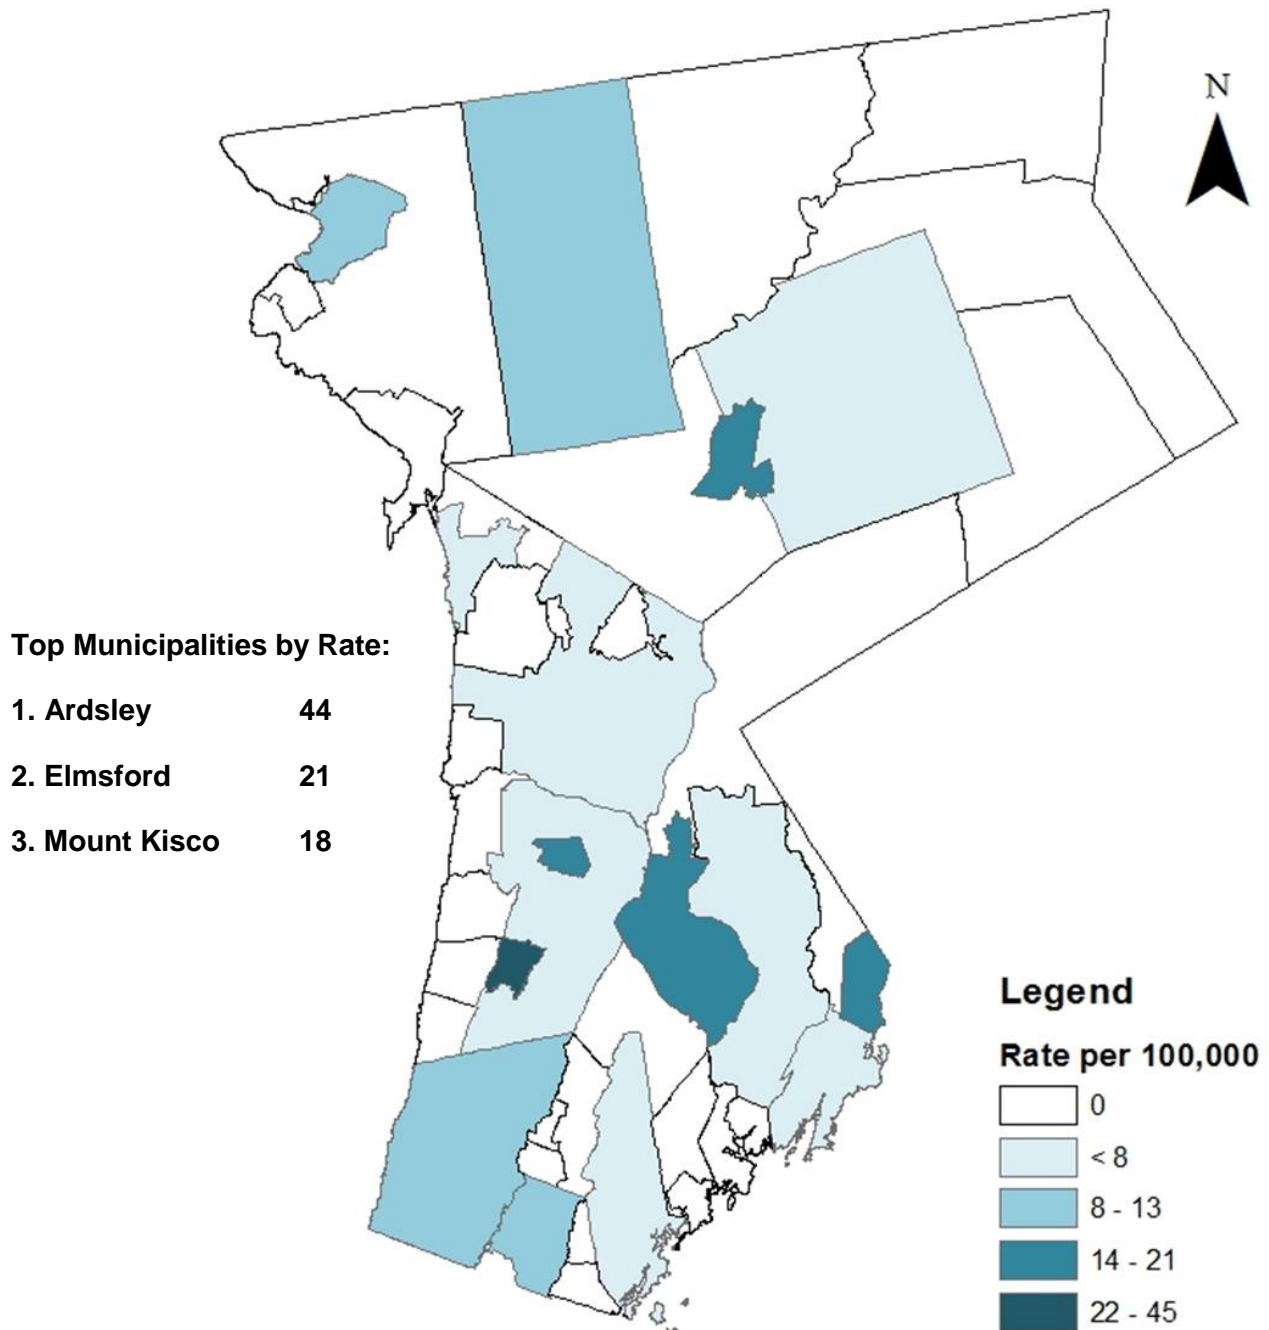 N
Top Municipalities by Rate:
1. Ardsley 44
2. Elmsford 21
3. Mount Kisco 18
Legend
Rate per 100,000
0
< 8
8 - 13
14 - 21
22 - 45